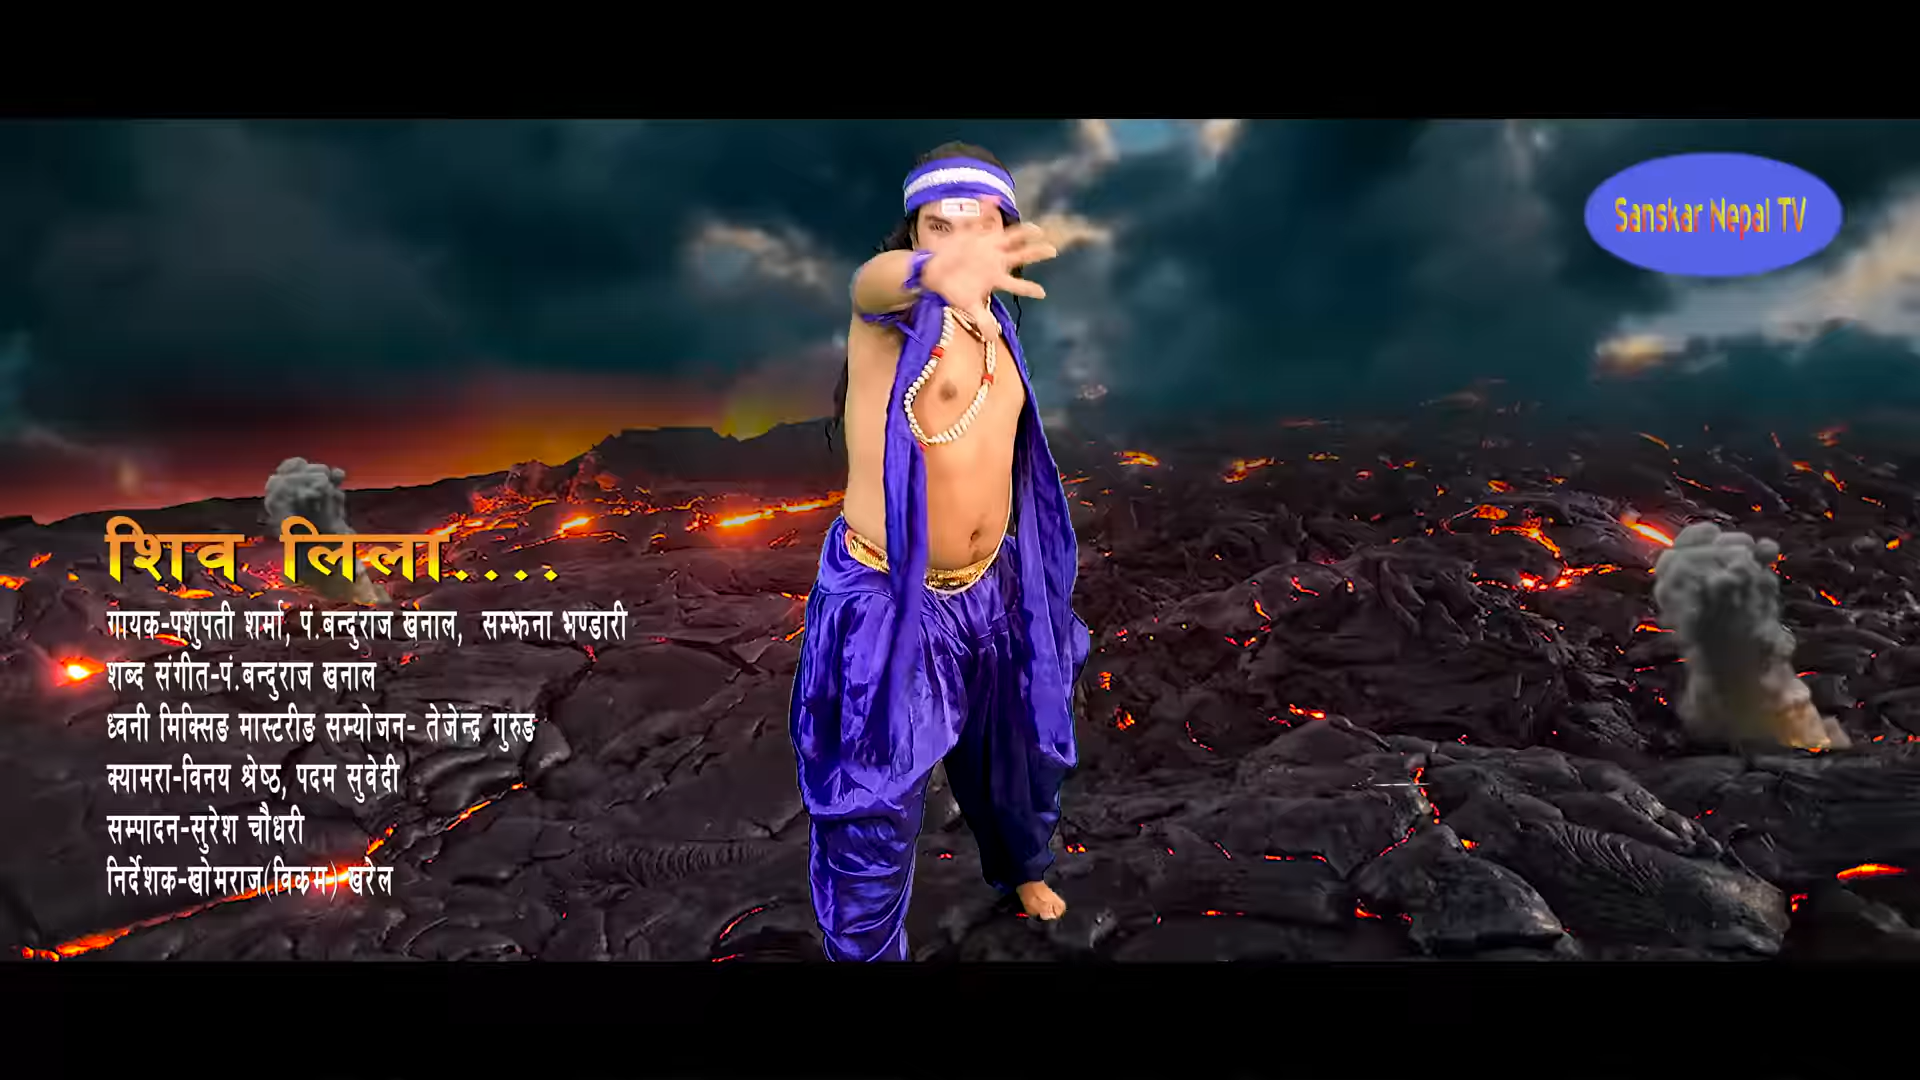 Sanskar Nepal TV
शिव लिला....
गायक-पशुपती शर्मा, पं.बन्दुराज खनाल, सम्झना भण्डारी
शब्द संगीत-पं.बन्दुराज खनाल
ध्वनी मिक्सिङ मास्टरीङ सम्योजन- तेजेन्द्र गुरुङ
क्यामरा-विनय श्रेष्ठ, पदम सुवेदी
सम्पादन-सुरेश चौधरी
निर्देशक-खोमराज(विकम) खरेल